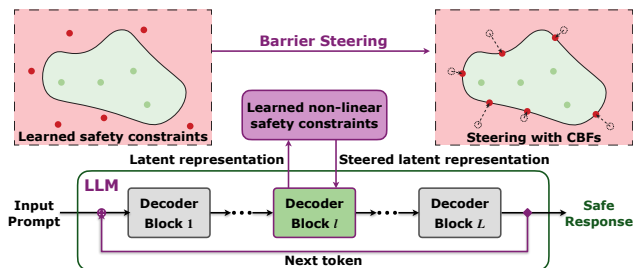 Barrier Steering
Learned safety constraints
Learned non-linear
safety constraints
Steering with CBFs
Latent representation
Steered latent representation
LLM
Input
Prompt
Decoder
Block 1
Decoder
Block l
Decoder
Block L
Safe
Response
Next token